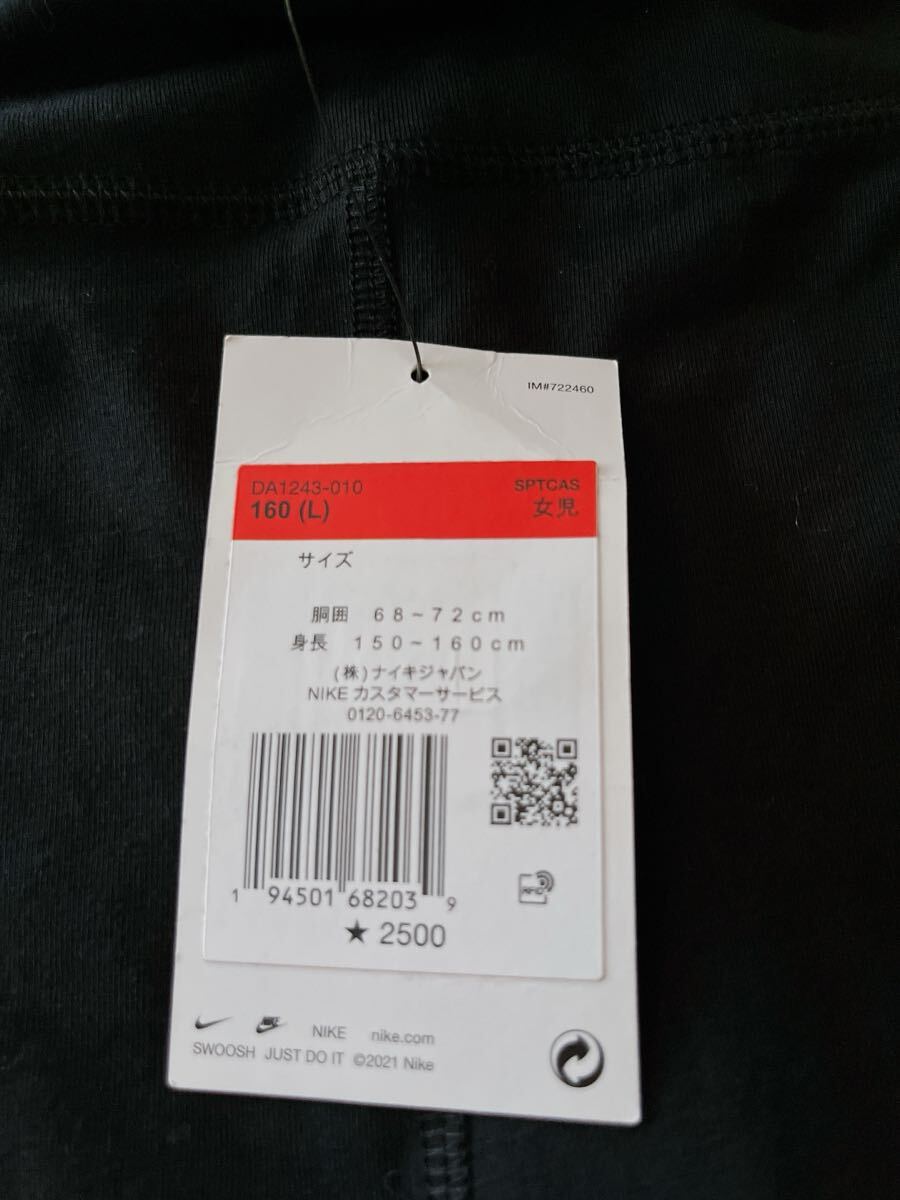 IM#722460
DA1243-010 SPTCAS
160 (L) 女児
サイズ
胴囲 68~72cm
身長 150~160cm
(株)ナイキジャパン
NIKE カスタマーサービス
0120-6453-77
RFID
1 94501 68203 9
★ 2500
NIKE nike.com
SWOOSH JUST DO IT ©2021 Nike